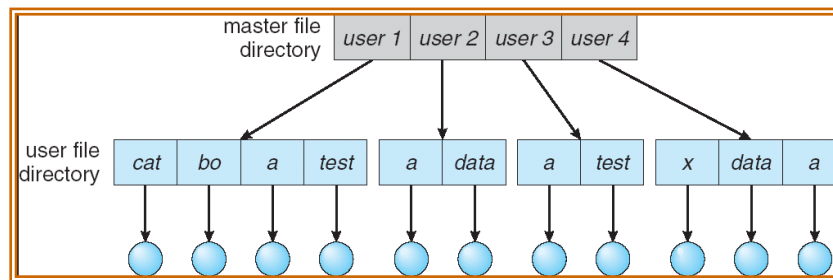 master file directory
user 1 user 2 user 3 user 4
user file directory
cat bo a test a data a test x data a